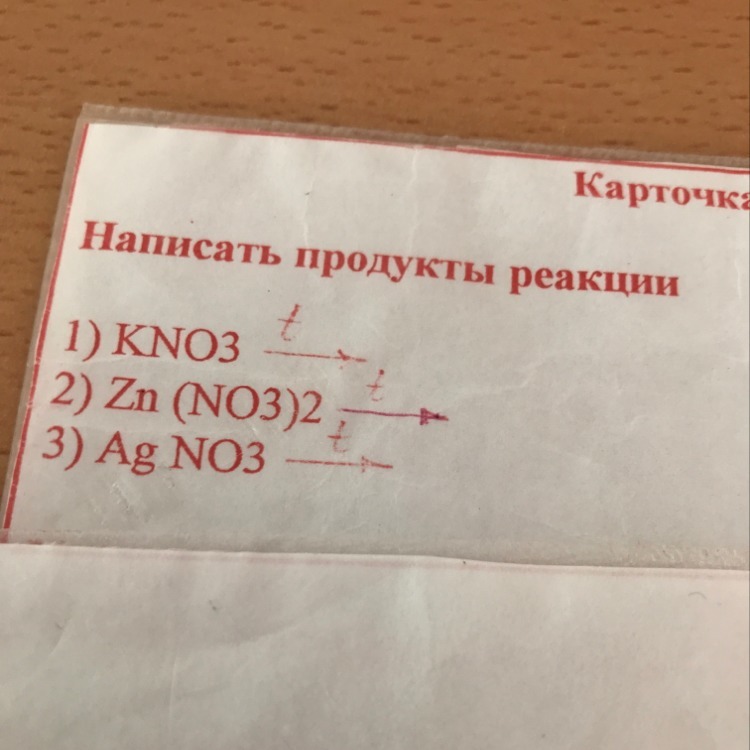 Карточка
Написать продукты реакции
1) KNO3 t →
2) Zn (NO3)2 t →
3) Ag NO3 t →